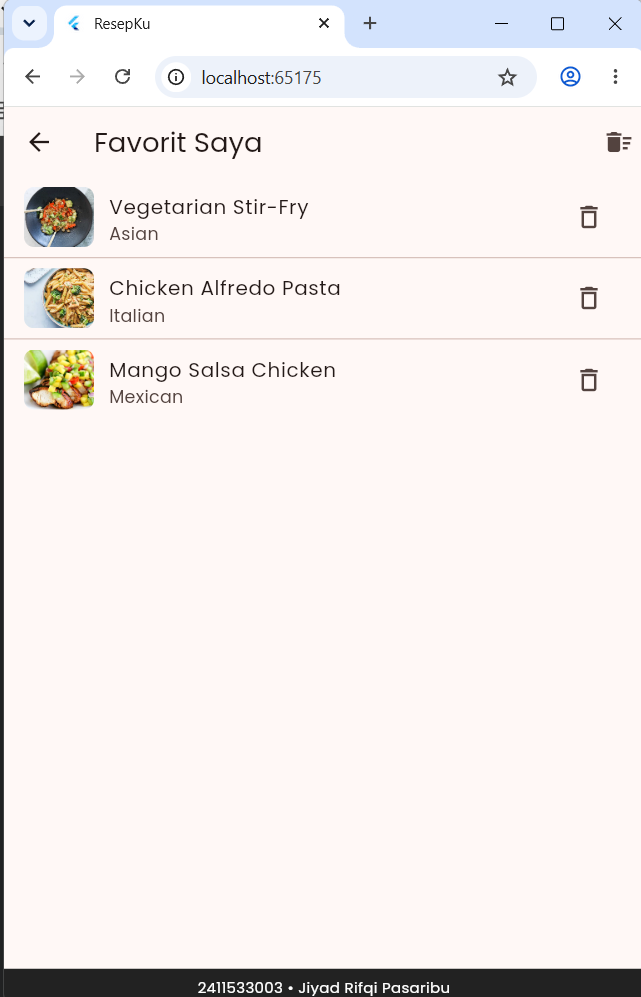 ResepKu
localhost:65175
Favorit Saya
Vegetarian Stir-Fry
Asian
Chicken Alfredo Pasta
Italian
Mango Salsa Chicken
Mexican
2411533003 • Jiyad Rifqi Pasaribu